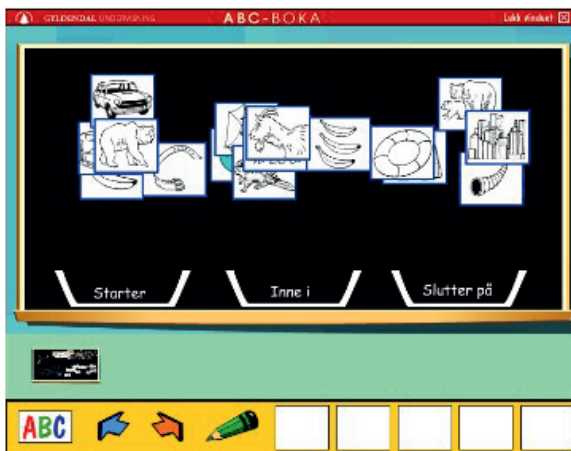 GYLDENDAL UNDERVISNING ABC-BOKA Lukk vinduet
Starter Inne i Slutter på
ABC